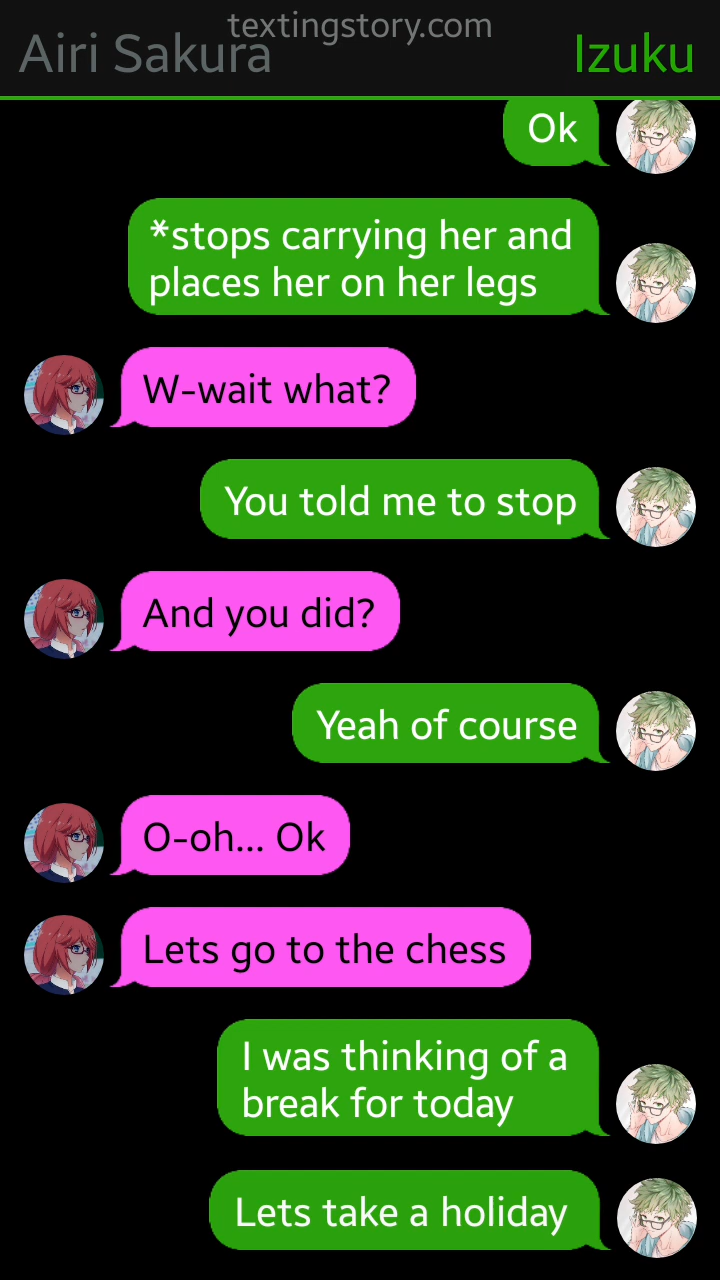 textingstory.com
Airi Sakura
Izuku
Ok
*stops carrying her and
places her on her legs
W-wait what?
You told me to stop
And you did?
Yeah of course
O-oh... Ok
Lets go to the chess
I was thinking of a
break for today
Lets take a holiday